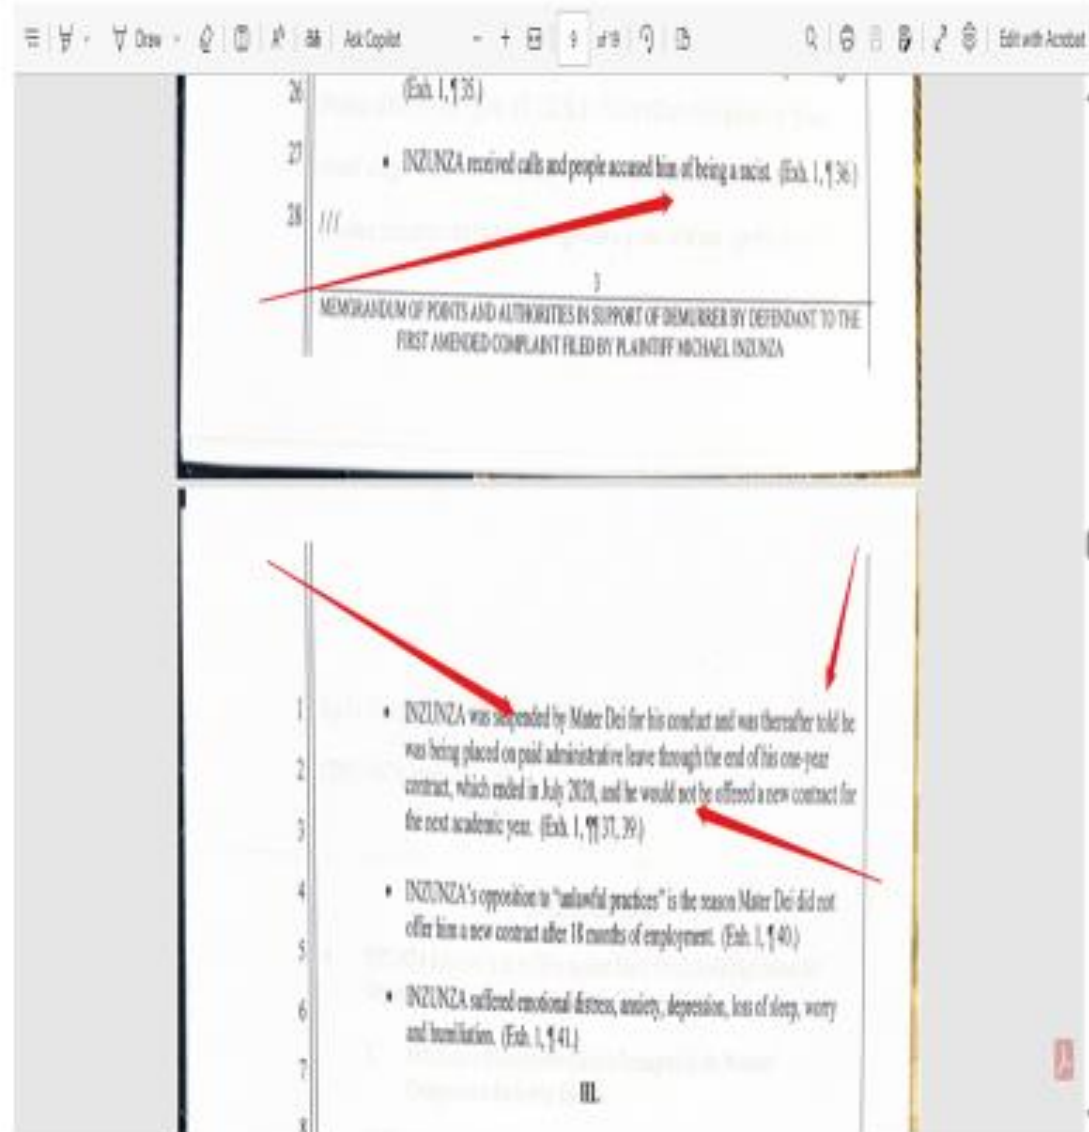 Draw
Ask Copilot
- + 9 of 19
Edit with Acrobat
26 (Exh. 1, ¶ 35.)
27 • INZUNZA received calls and people accused him of being a racist. (Exh. 1, ¶ 36.)
28 ///
3
MEMORANDUM OF POINTS AND AUTHORITIES IN SUPPORT OF DEMURRER BY DEFENDANT TO THE
FIRST AMENDED COMPLAINT FILED BY PLAINTIFF MICHAEL INZUNZA
1 • INZUNZA was suspended by Mater Dei for his conduct and was thereafter told he
was being placed on paid administrative leave through the end of his one-year
2
contract, which ended in July 2020, and he would not be offered a new contract for
3 the next academic year. (Exh. 1, ¶¶ 37, 39.)
4 • INZUNZA's opposition to "unlawful practices" is the reason Mater Dei did not
offer him a new contract after 18 months of employment. (Exh. 1, ¶ 40.)
5
6 • INZUNZA suffered emotional distress, anxiety, depression, loss of sleep, worry
and humiliation. (Exh. 1, ¶ 41.)
7
III.
8